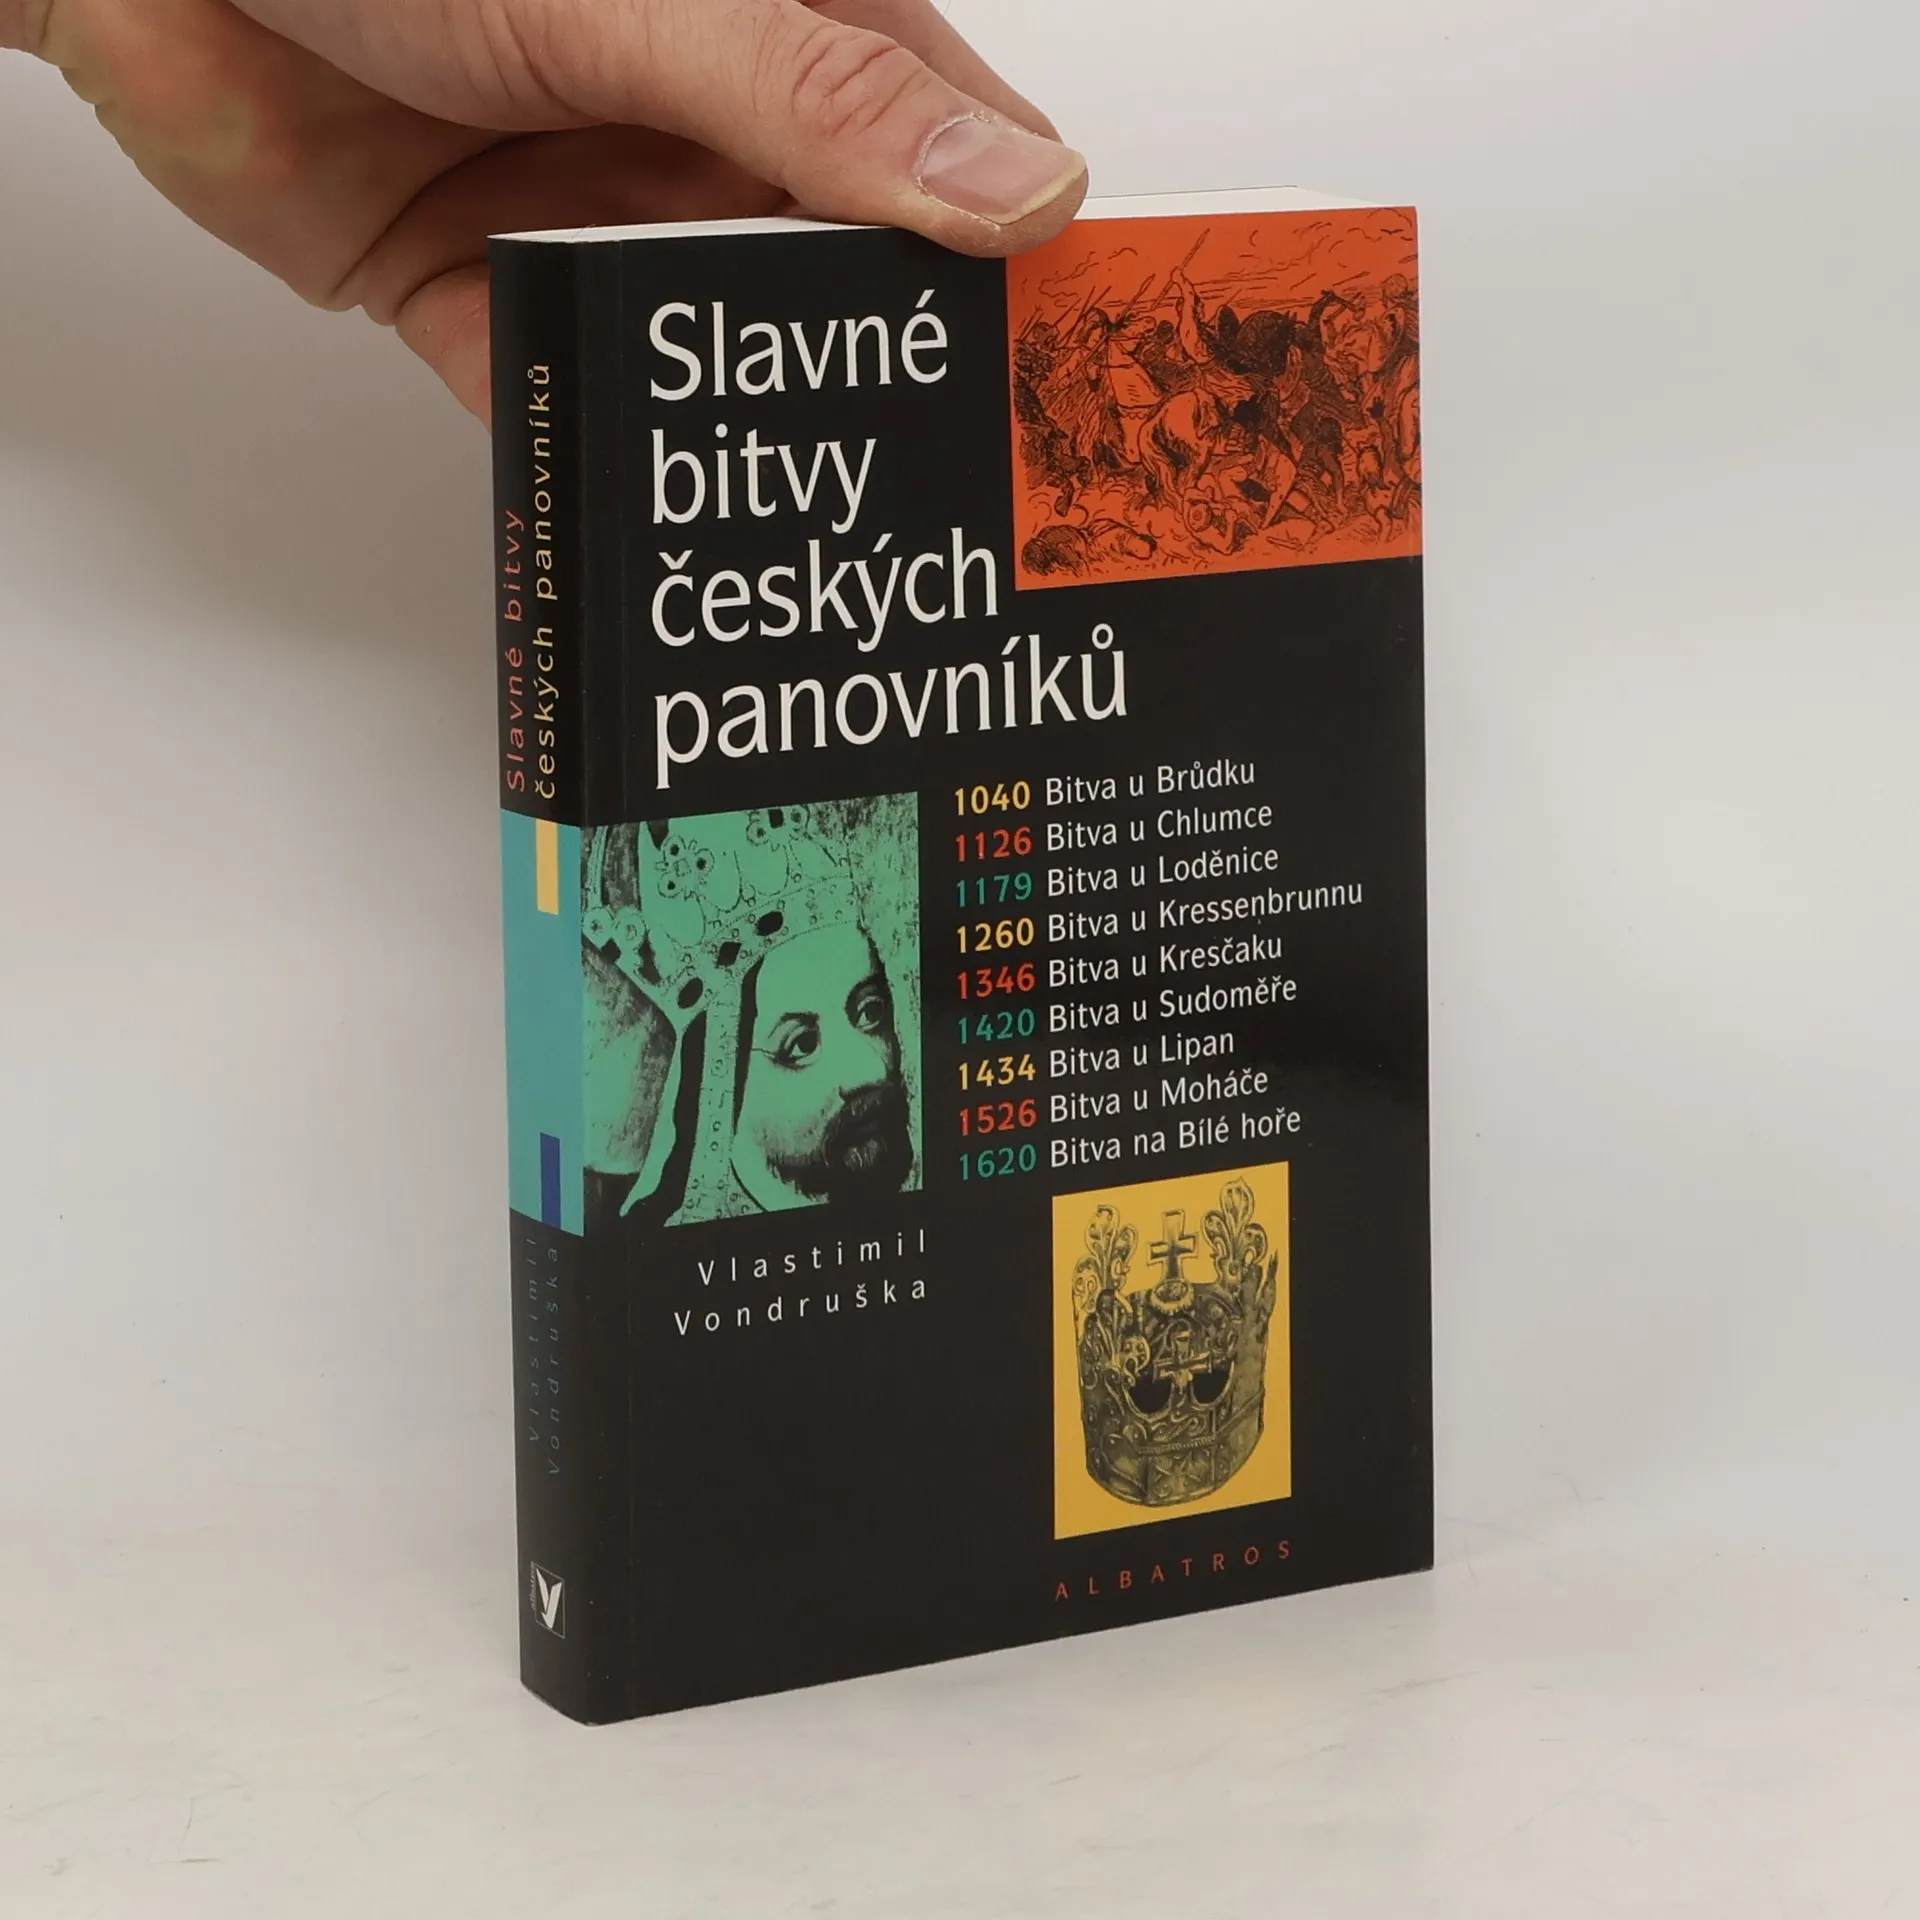 Slavné
bitvy
českých
panovníků
1040 Bitva u Brůdku
1126 Bitva u Chlumce
1179 Bitva u Loděnice
1260 Bitva u Kressenbrunnu
1346 Bitva u Kresčaku
1420 Bitva u Sudoměře
1434 Bitva u Lipan
1526 Bitva u Moháče
1620 Bitva na Bílé hoře
Vlastimil
Vondruška
ALBATROS
Slavné bitvy
českých panovníků
Vlastimil
Vondruška
albatros